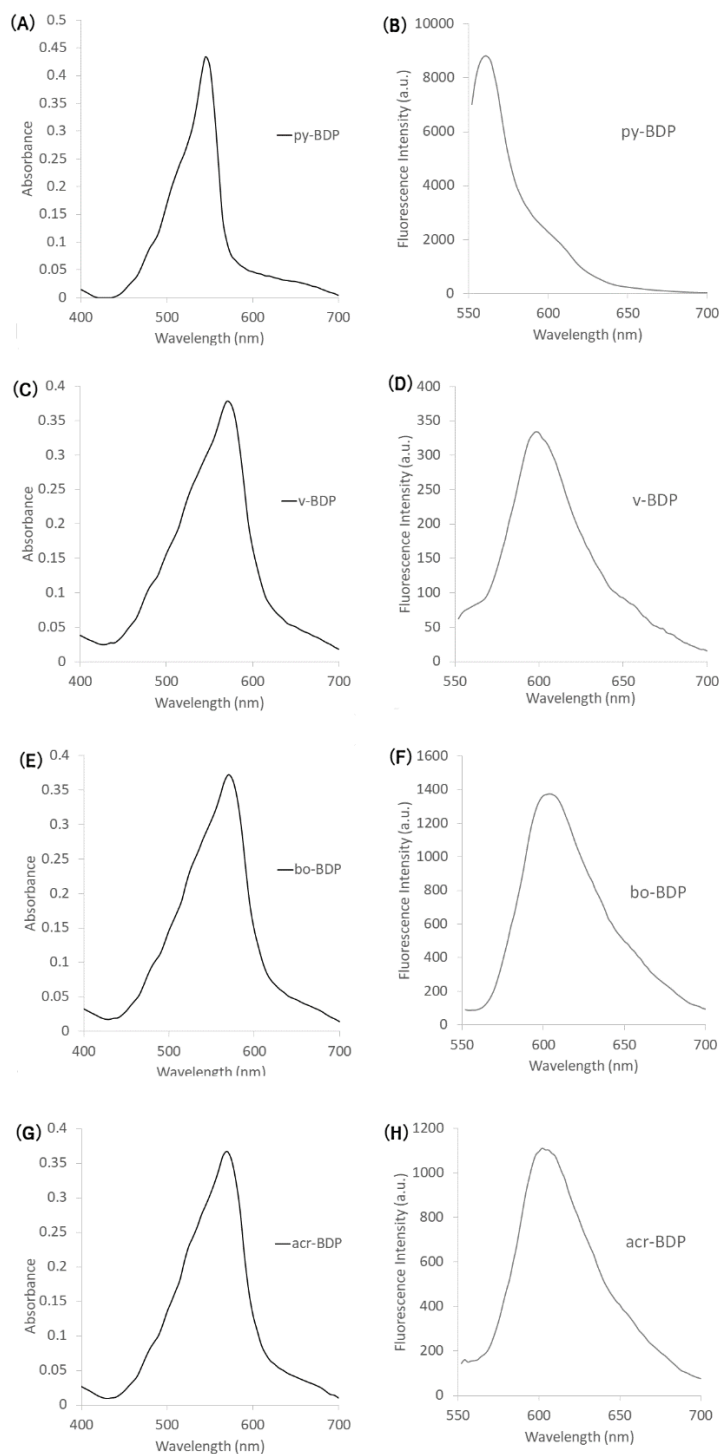 (A)
0.5
0.45
0.4
0.35
0.3
0.25
0.2
0.15
0.1
0.05
0
Absorbance
py-BDP
400 500 600 700
Wavelength (nm)
(B)
10000
8000
6000
4000
2000
0
Fluorescence Intensity (a.u.)
py-BDP
550 600 650 700
Wavelength (nm)
(C)
0.4
0.35
0.3
0.25
0.2
0.15
0.1
0.05
0
Absorbance
v-BDP
400 500 600 700
Wavelength (nm)
(D)
400
350
300
250
200
150
100
50
0
Fluorescence Intensity (a.u.)
v-BDP
550 600 650 700
Wavelength (nm)
(E)
0.4
0.35
0.3
0.25
0.2
0.15
0.1
0.05
0
Absorbance
bo-BDP
400 500 600 700
Wavelength (nm)
(F)
1600
1400
1200
1000
800
600
400
200
0
Fluorescence Intensity (a.u.)
bo-BDP
550 600 650 700
Wavelength (nm)
(G)
0.4
0.35
0.3
0.25
0.2
0.15
0.1
0.05
0
Absorbance
acr-BDP
400 500 600 700
Wavelength (nm)
(H)
1200
1000
800
600
400
200
0
Fluorescence Intensity (a.u.)
acr-BDP
550 600 650 700
Wavelength (nm)